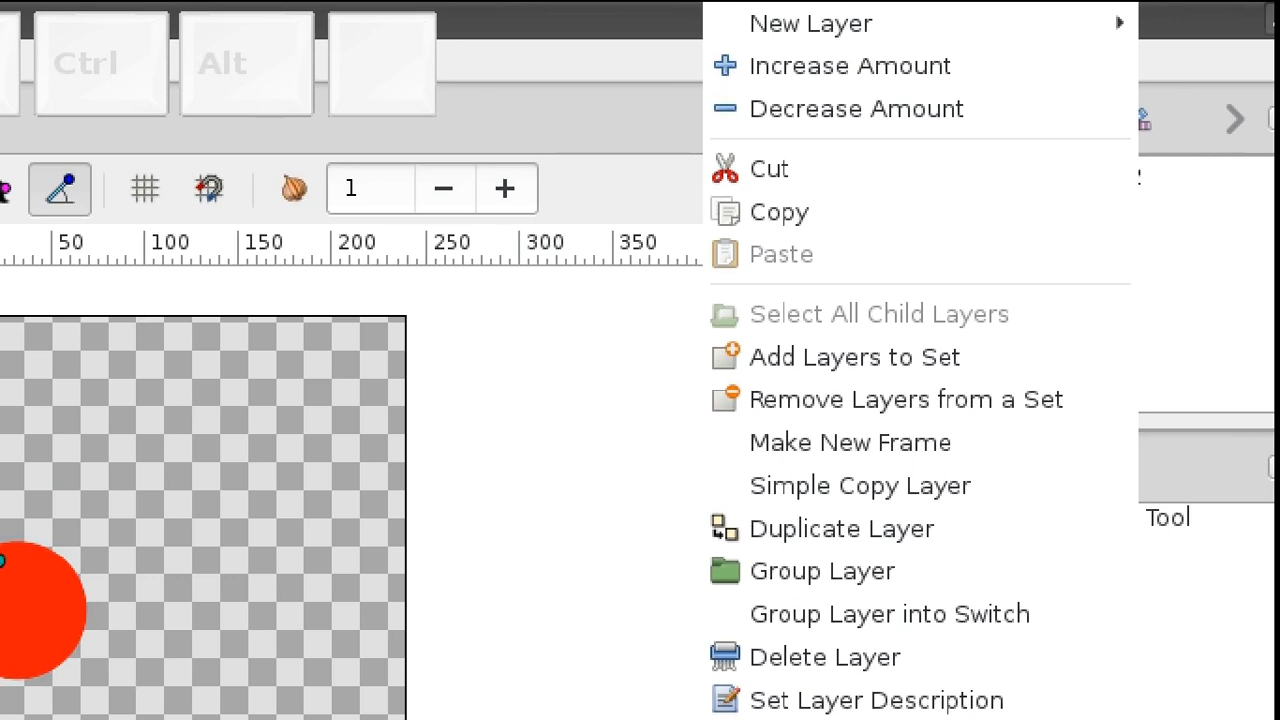 Ctrl Alt
New Layer
Increase Amount
Decrease Amount
Cut
Copy
Paste
Select All Child Layers
Add Layers to Set
Remove Layers from a Set
Make New Frame
Simple Copy Layer
Duplicate Layer
Group Layer
Group Layer into Switch
Delete Layer
Set Layer Description
1
50 100 150 200 250 300 350
Tool